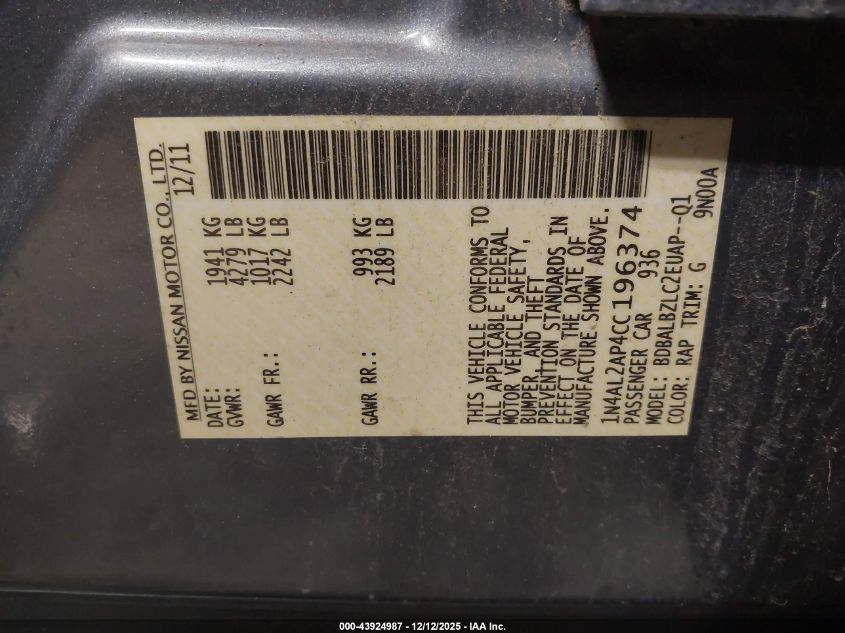 MFD BY NISSAN MOTOR CO., LTD.
DATE: 12/11
GVWR: 1941 KG
4279 LB
GAWR FR.: 1017 KG
2242 LB
GAWR RR.: 993 KG
2189 LB
THIS VEHICLE CONFORMS TO
ALL APPLICABLE FEDERAL
MOTOR VEHICLE SAFETY,
BUMPER, AND THEFT
PREVENTION STANDARDS IN
EFFECT ON THE DATE OF
MANUFACTURE SHOWN ABOVE.
1N4AL2AP4CC196374
PASSENGER CAR 936
MODEL: BDBALBZLC2EUAP--Q1
COLOR: RAP TRIM: G 9N00A
000-43924987 - 12/12/2025 - IAA Inc.